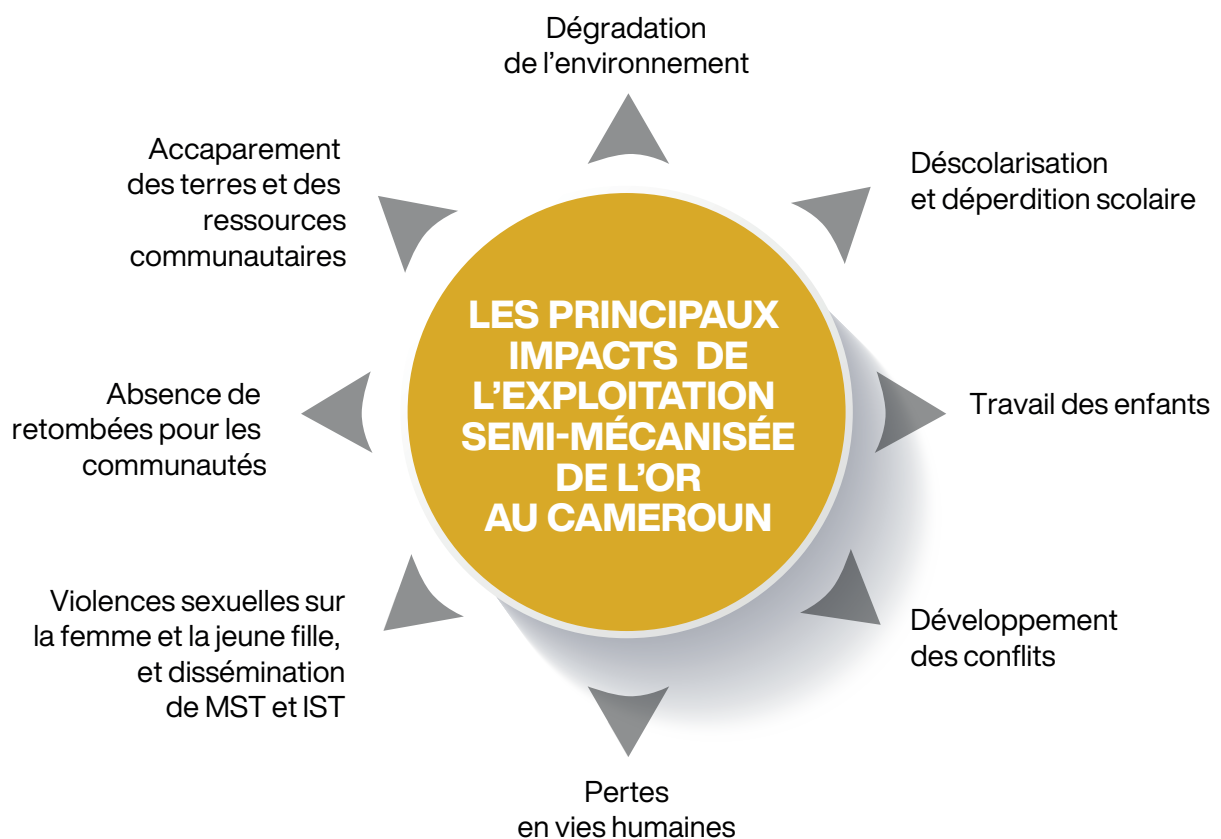 Dégradation
de l'environnement
Déscolarisation
et déperdition scolaire
Travail des enfants
Développement
des conflits
Pertes
en vies humaines
Violences sexuelles sur
la femme et la jeune fille,
et dissémination
de MST et IST
Absence de
retombées pour les
communautés
Accaparement
des terres et des
ressources
communautaires
LES PRINCIPAUX
IMPACTS DE
L'EXPLOITATION
SEMI-MÉCANISÉE
DE L'OR
AU CAMEROUN